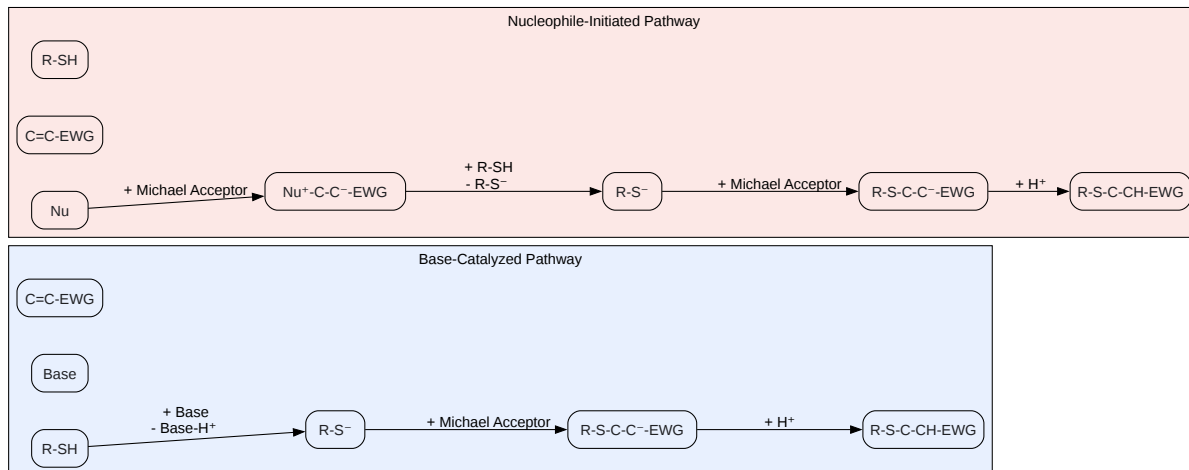 Nucleophile-Initiated Pathway
R-SH
C=C-EWG
Nu
+ Michael Acceptor
Nu⁺-C-C⁻-EWG
+ R-SH
- R-S⁻
R-S⁻
+ Michael Acceptor
R-S-C-C⁻-EWG
+ H⁺
R-S-C-CH-EWG
Base-Catalyzed Pathway
C=C-EWG
Base
R-SH
+ Base
- Base-H⁺
R-S⁻
+ Michael Acceptor
R-S-C-C⁻-EWG
+ H⁺
R-S-C-CH-EWG